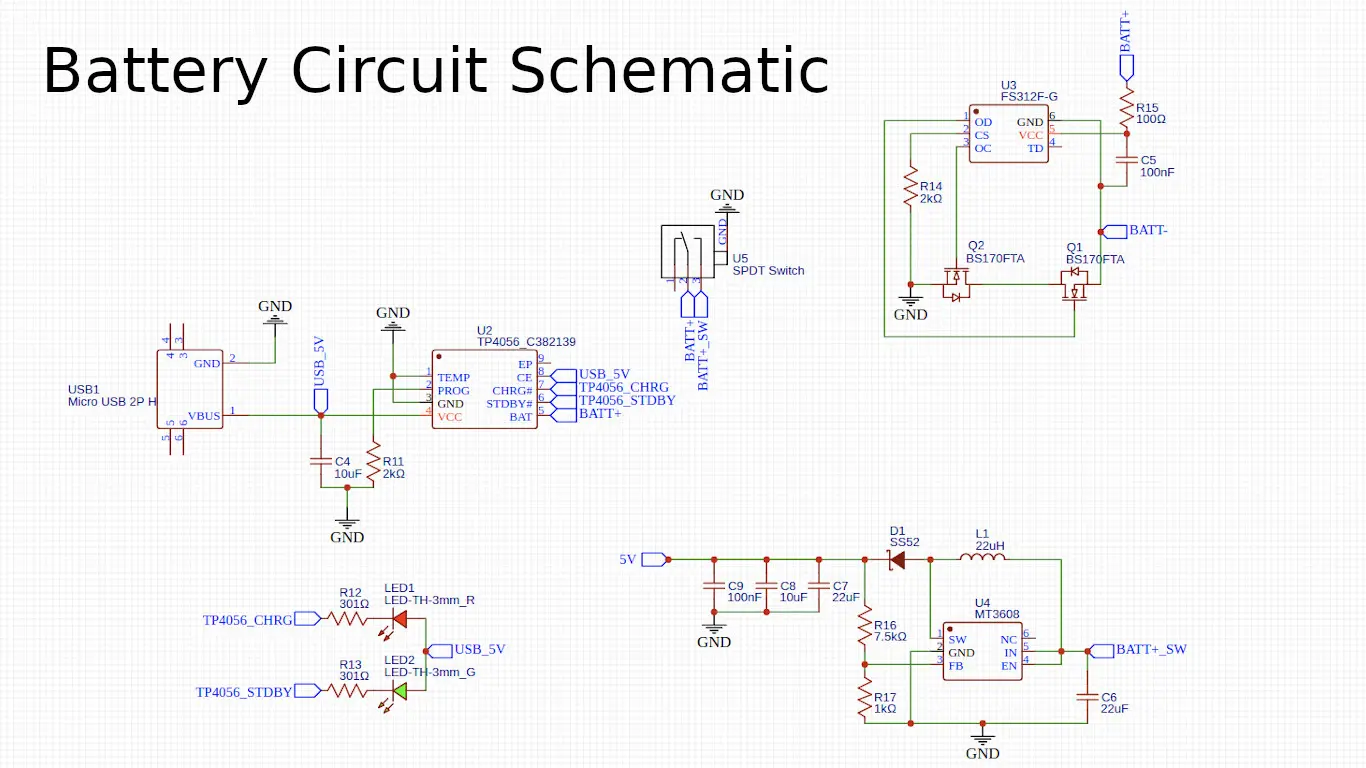 Battery Circuit Schematic
BATT+
U3
FS312F-G
1 OD GND 6
2 CS VCC 5
3 OC TD 4
R15
100Ω
C5
100nF
R14
2kΩ
BATT-
Q2
BS170FTA
Q1
BS170FTA
GND
GND
GND
U5
SPDT Switch
1 2 3
BATT+
BATT+_SW
GND
4 3
4 3
GND 2
USB1
Micro USB 2P H
VBUS 1
5 6
5 6
USB_5V
GND
U2
TP4056_C382139
EP 9
1 TEMP CE 8 USB_5V
2 PROG CHRG# 7 TP4056_CHRG
3 GND STDBY# 6 TP4056_STDBY
4 VCC BAT 5 BATT+
C4
10uF
R11
2kΩ
GND
R12
301Ω
LED1
LED-TH-3mm_R
TP4056_CHRG
USB_5V
R13
301Ω
LED2
LED-TH-3mm_G
TP4056_STDBY
5V
D1
SS52
L1
22uH
C9
100nF
C8
10uF
C7
22uF
GND
R16
7.5kΩ
U4
MT3608
1 SW NC 6
2 GND IN 5
3 FB EN 4
BATT+_SW
R17
1kΩ
C6
22uF
GND